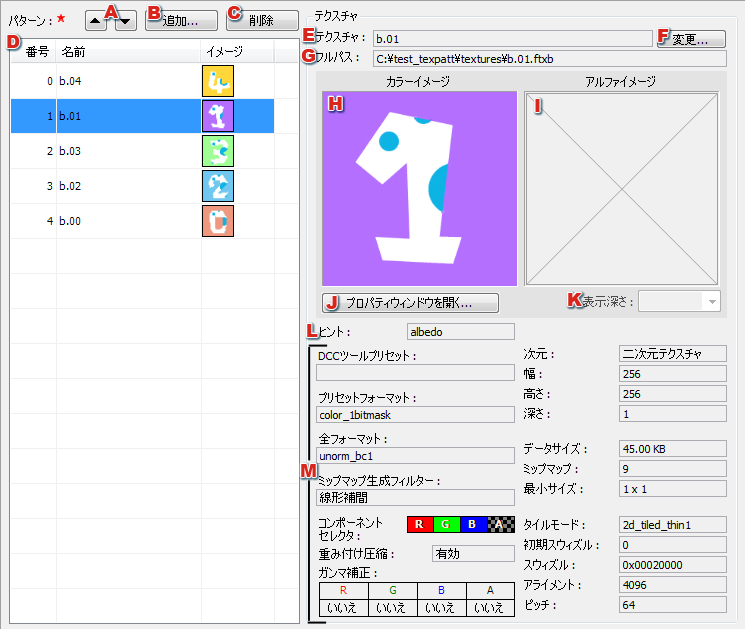 パターン：★
A
B 追加...
C 削除
D 番号 名前 イメージ
0 b.04
1 b.01
2 b.03
3 b.02
4 b.00
テクスチャ
E テクスチャ： b.01
F 変更...
G フルパス： C:¥test_texpatt¥textures¥b.01.ftxb
カラーイメージ アルファイメージ
H
I
J プロパティウィンドウを開く...
K 表示深さ：
L ヒント： albedo
M
DCCツールプリセット：
プリセットフォーマット：
color_1bitmask
全フォーマット：
unorm_bc1
ミップマップ生成フィルター：
線形補間
コンポーネント
セレクタ： R G B A
重み付け圧縮： 有効
ガンマ補正：
R G B A
いいえ いいえ いいえ いいえ
次元： 二次元テクスチャ
幅： 256
高さ： 256
深さ： 1
データサイズ： 45.00 KB
ミップマップ： 9
最小サイズ： 1 x 1
タイルモード： 2d_tiled_thin1
初期スウィズル： 0
スウィズル： 0x00020000
アライメント： 4096
ピッチ： 64